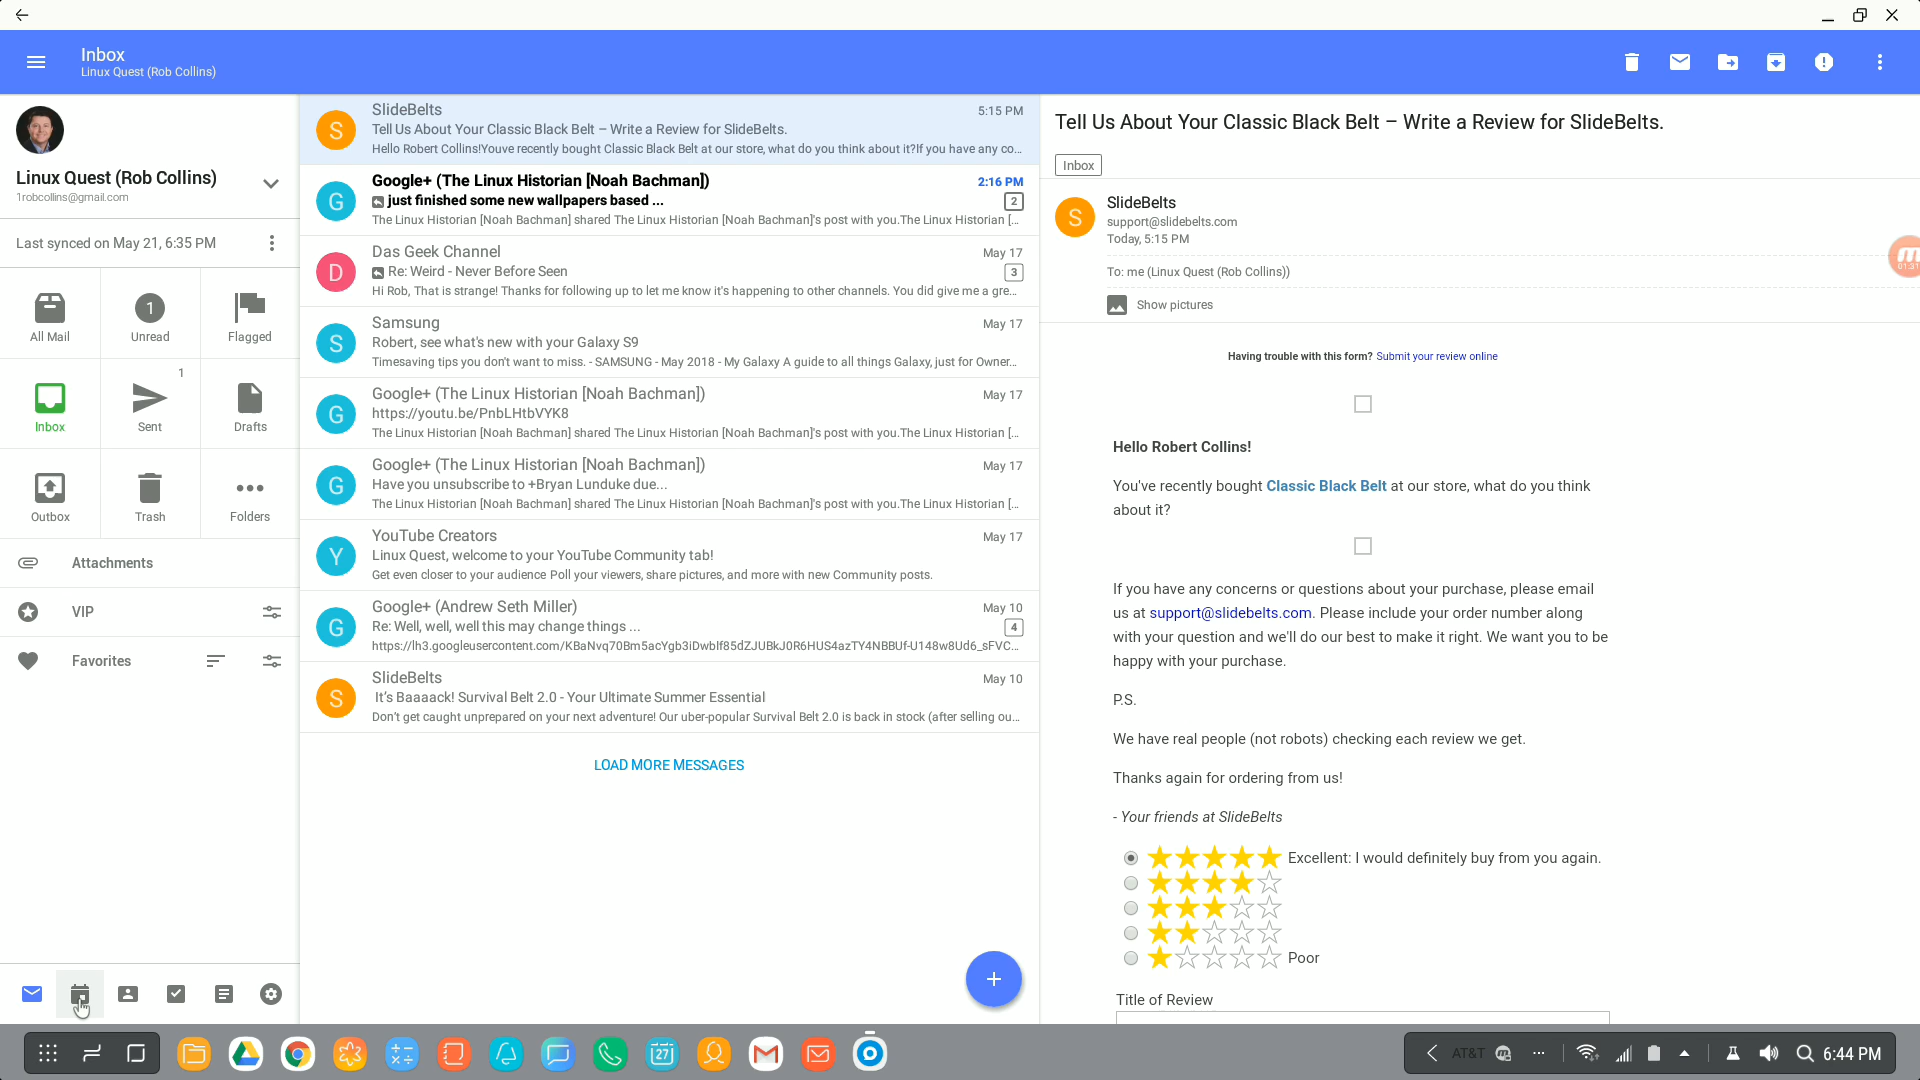 Inbox
Linux Quest (Rob Collins)
Linux Quest (Rob Collins)
1robcollins@gmail.com
Last synced on May 21, 6:35 PM
All Mail
1
Unread
Flagged
Inbox
1
Sent
Drafts
Outbox
Trash
Folders
Attachments
VIP
Favorites
S
SlideBelts
5:15 PM
Tell Us About Your Classic Black Belt – Write a Review for SlideBelts.
Hello Robert Collins!Youve recently bought Classic Black Belt at our store, what do you think about it?If you have any co...
G
Google+ (The Linux Historian [Noah Bachman])
2:16 PM
just finished some new wallpapers based ...
2
The Linux Historian [Noah Bachman] shared The Linux Historian [Noah Bachman]'s post with you.The Linux Historian [...
D
Das Geek Channel
May 17
Re: Weird - Never Before Seen
3
Hi Rob, That is strange! Thanks for following up to let me know it's happening to other channels. You did give me a gre...
S
Samsung
May 17
Robert, see what's new with your Galaxy S9
Timesaving tips you don't want to miss. - SAMSUNG - May 2018 - My Galaxy A guide to all things Galaxy, just for Owner...
G
Google+ (The Linux Historian [Noah Bachman])
May 17
https://youtu.be/PnbLHtbVYK8
The Linux Historian [Noah Bachman] shared The Linux Historian [Noah Bachman]'s post with you.The Linux Historian [...
G
Google+ (The Linux Historian [Noah Bachman])
May 17
Have you unsubscribe to +Bryan Lunduke due...
The Linux Historian [Noah Bachman] shared The Linux Historian [Noah Bachman]'s post with you.The Linux Historian [...
Y
YouTube Creators
May 17
Linux Quest, welcome to your YouTube Community tab!
Get even closer to your audience Poll your viewers, share pictures, and more with new Community posts.
G
Google+ (Andrew Seth Miller)
May 10
Re: Well, well, well this may change things ...
4
https://lh3.googleusercontent.com/KBaNvq70Bm5acYgb3iDwbIf85dZJUBkJ0R6HUS4azTY4NBBUf-U148w8Ud6_sFVC...
S
SlideBelts
May 10
It's Baaaack! Survival Belt 2.0 - Your Ultimate Summer Essential
Don't get caught unprepared on your next adventure! Our uber-popular Survival Belt 2.0 is back in stock (after selling ou...
LOAD MORE MESSAGES
Tell Us About Your Classic Black Belt – Write a Review for SlideBelts.
Inbox
S
SlideBelts
support@slidebelts.com
Today, 5:15 PM
To: me (Linux Quest (Rob Collins))
Show pictures
01:31
Having trouble with this form? Submit your review online
Hello Robert Collins!
You've recently bought Classic Black Belt at our store, what do you think
about it?
If you have any concerns or questions about your purchase, please email
us at support@slidebelts.com. Please include your order number along
with your question and we'll do our best to make it right. We want you to be
happy with your purchase.
P.S.
We have real people (not robots) checking each review we get.
Thanks again for ordering from us!
- Your friends at SlideBelts
Excellent: I would definitely buy from you again.
Poor
Title of Review
27
AT&T
6:44 PM